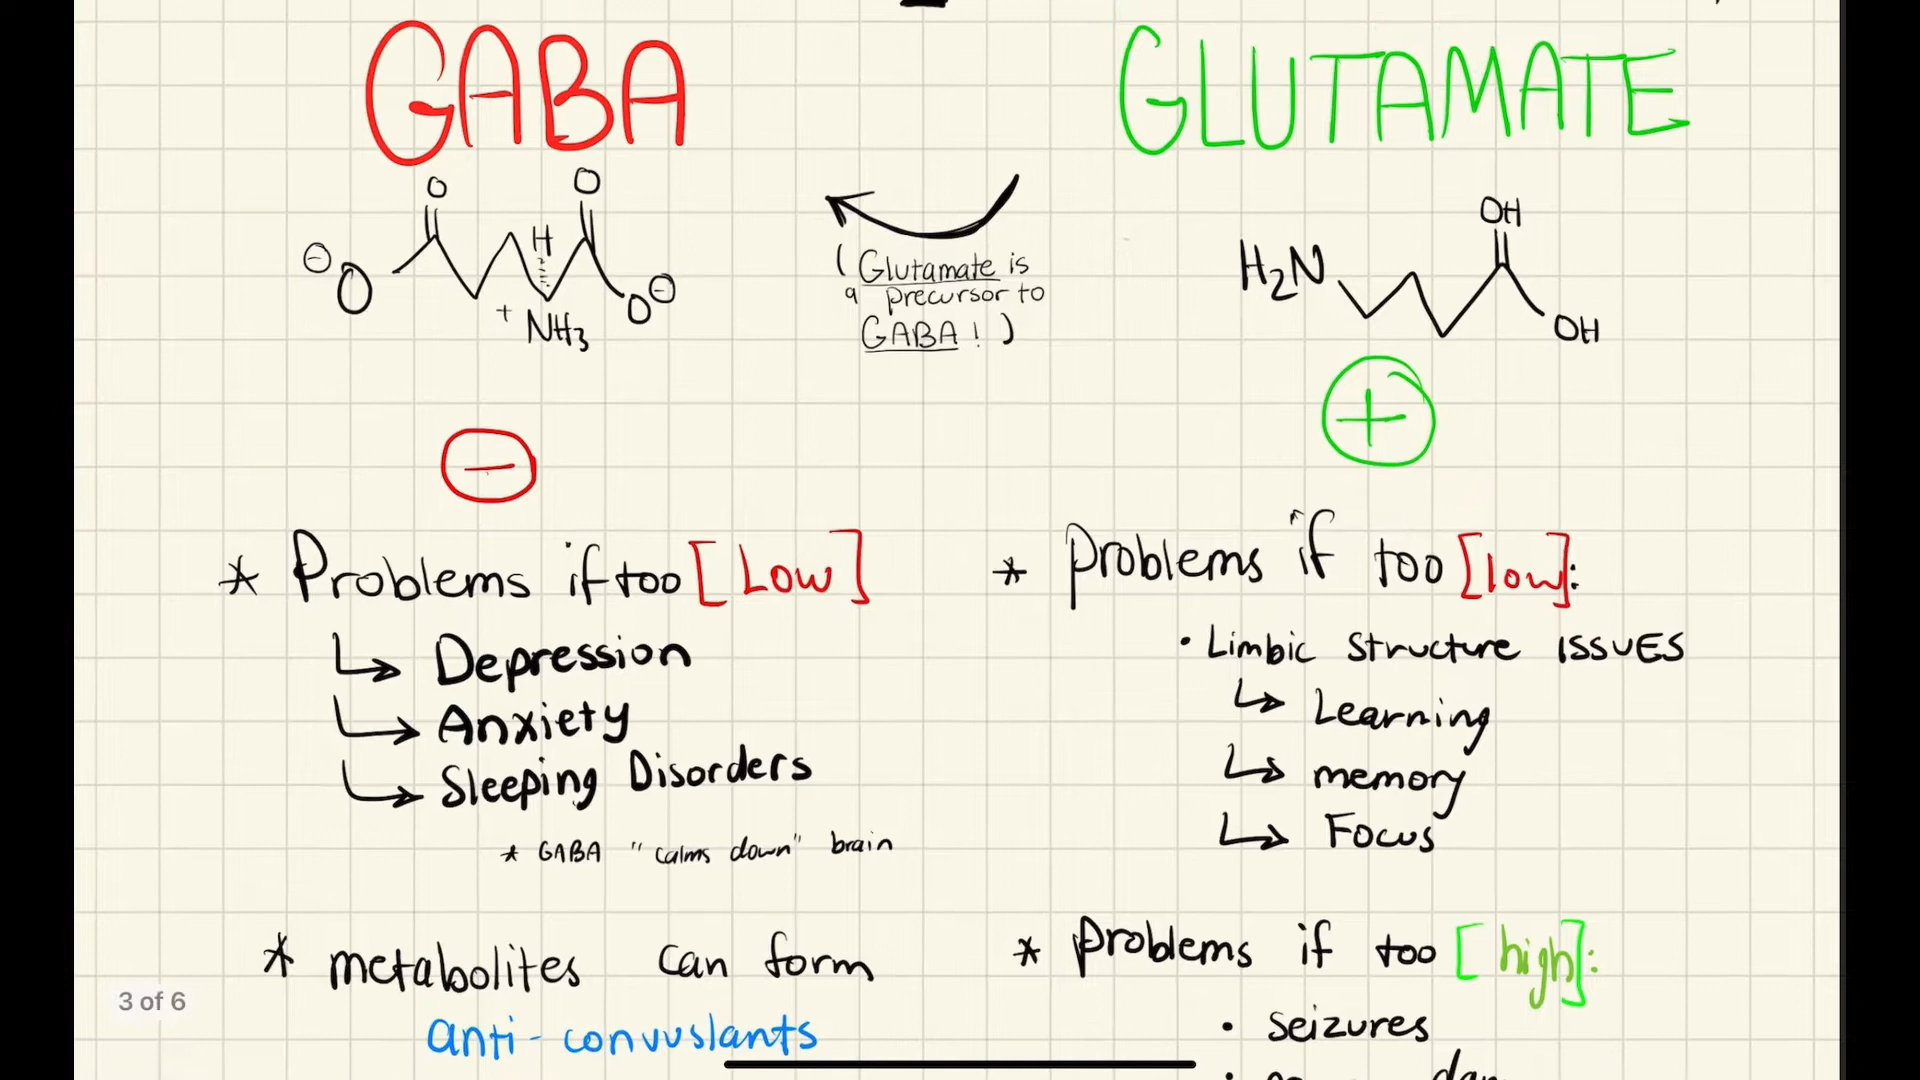 GABA
O
O
⊖
O
H
+
NH3
O⊖
(Glutamate is
a precursor to
GABA!)
−
* Problems if too [Low]
↳ Depression
↳ Anxiety
↳ Sleeping Disorders
* GABA "calms down" brain
* metabolites can form
anti-convuslants
3 of 6
GLUTAMATE
OH
H2N
OH
+
* Problems if too [low]:
• Limbic Structure ISSUES
↳ Learning
↳ memory
↳ Focus
* Problems if too [high]:
• Seizures